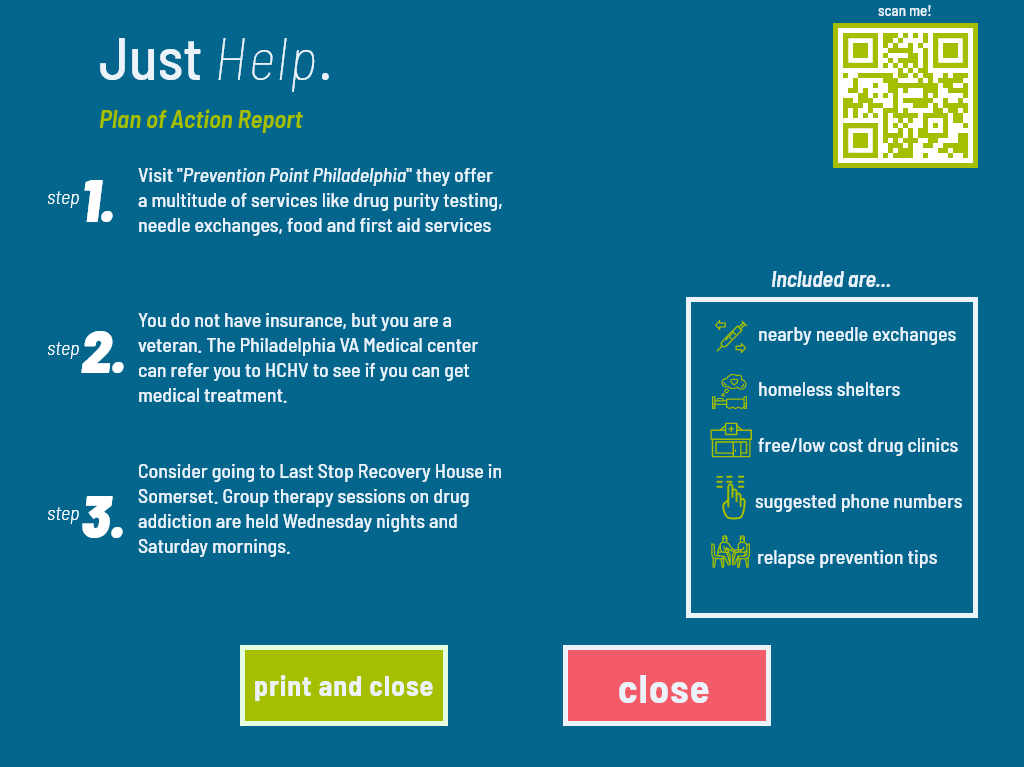 scan me!
Just Help.
Plan of Action Report
step 1.
Visit "Prevention Point Philadelphia" they offer
a multitude of services like drug purity testing,
needle exchanges, food and first aid services
step 2.
You do not have insurance, but you are a
veteran. The Philadelphia VA Medical center
can refer you to HCHV to see if you can get
medical treatment.
step 3.
Consider going to Last Stop Recovery House in
Somerset. Group therapy sessions on drug
addiction are held Wednesday nights and
Saturday mornings.
Included are...
nearby needle exchanges
homeless shelters
free/low cost drug clinics
suggested phone numbers
relapse prevention tips
print and close
close